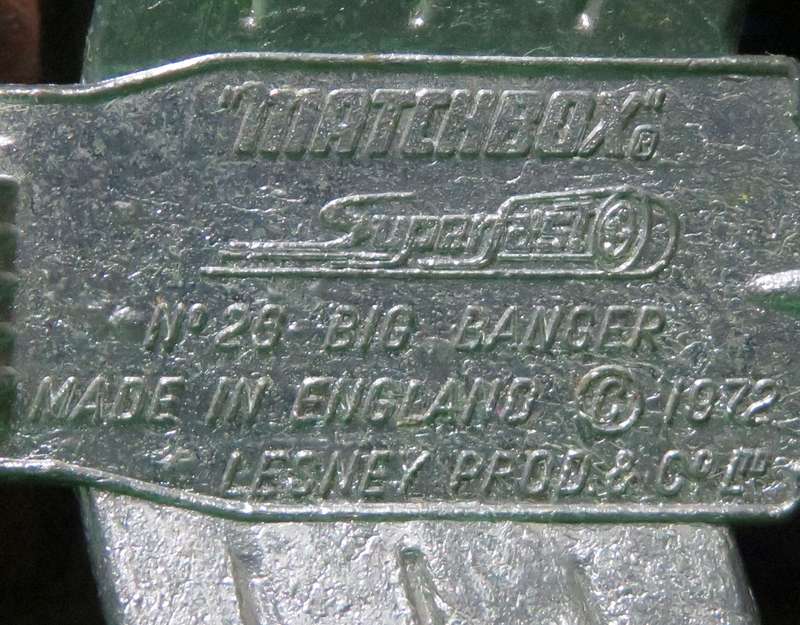 "MATCHBOX"®
Superfast
Nº 26 BIG BANGER
MADE IN ENGLAND © 1972
LESNEY PROD. & Cº Lᵀᴰ